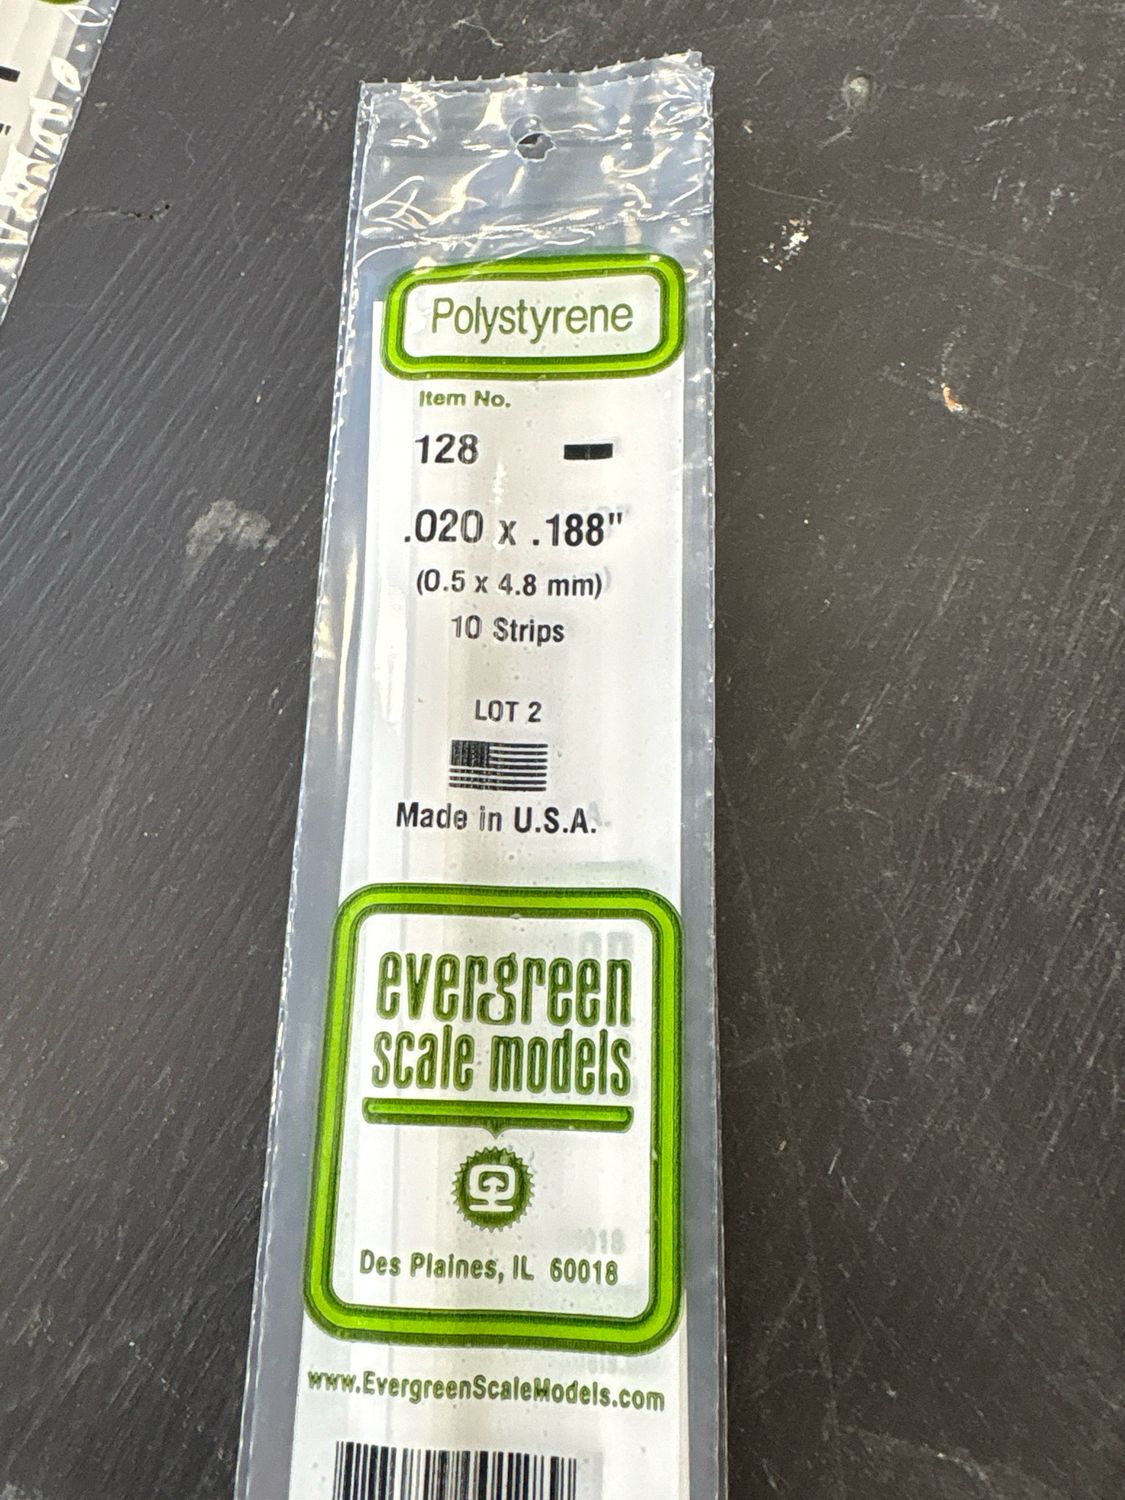 Polystyrene
Item No.
128
.020 x .188"
(0.5 x 4.8 mm)
10 Strips
LOT 2
Made in U.S.A.
evergreen
scale models
Des Plaines, IL 60018
www.EvergreenScaleModels.com